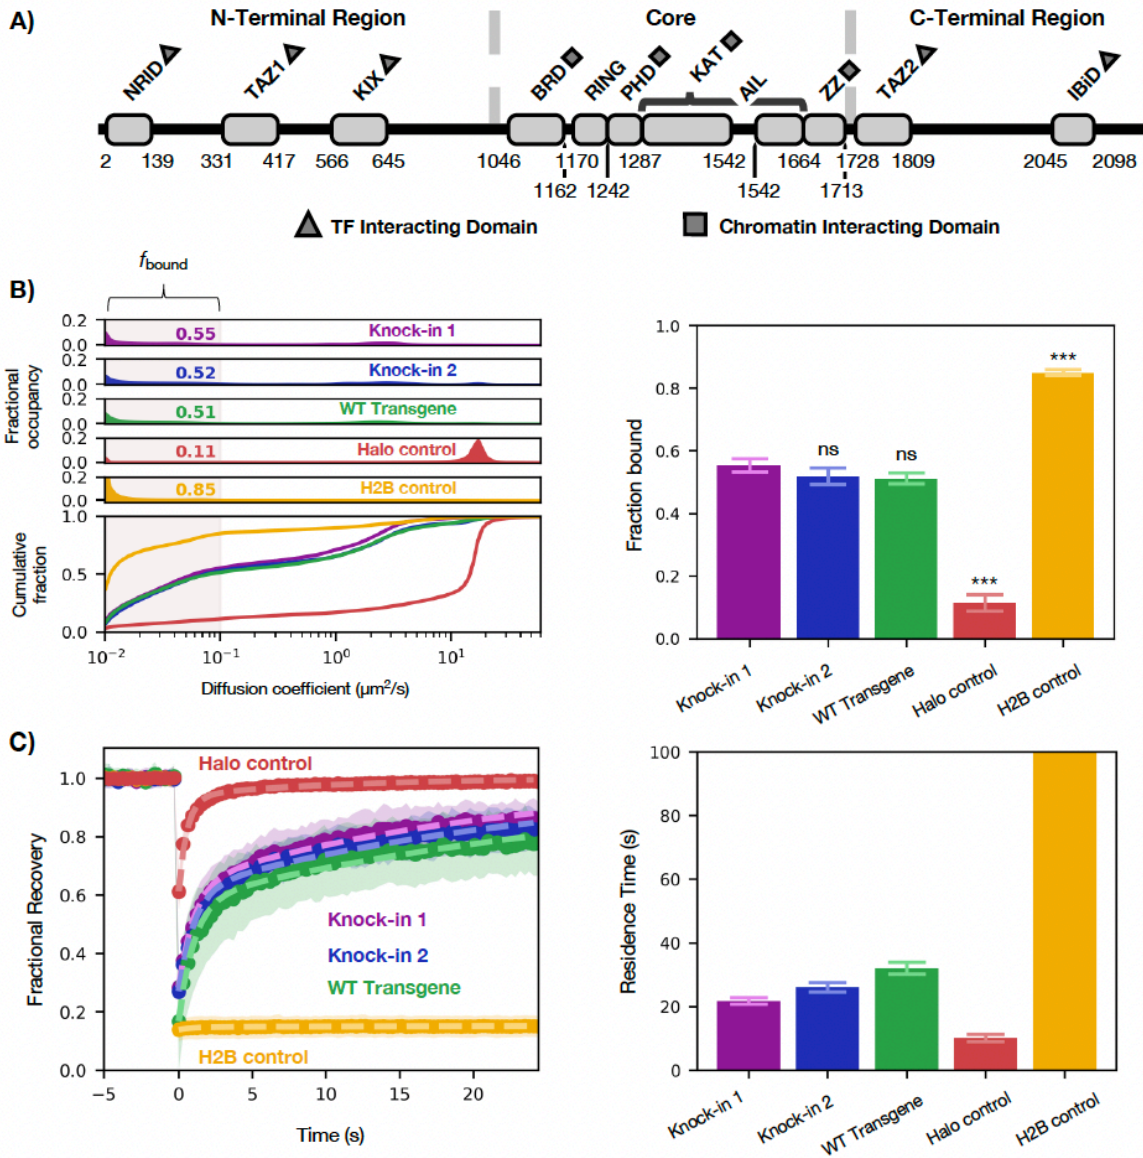 A)
N-Terminal Region
Core
C-Terminal Region
NRID
TAZ1
KIX
BRD
RING
PHD
KAT
AIL
ZZ
TAZ2
IBiD
2 139 331 417 566 645 1046 1170 1287 1542 1664 1728 1809 2045 2098
1162 1242 1542 1713
TF Interacting Domain
Chromatin Interacting Domain
B)
fbound
Fractional
occupancy
0.2
0.0
0.55
Knock-in 1
0.2
0.0
0.52
Knock-in 2
0.2
0.0
0.51
WT Transgene
0.2
0.0
0.11
Halo control
0.2
0.0
0.85
H2B control
Cumulative
fraction
1.0
0.5
0.0
10−2 10−1 100 101
Diffusion coefficient (μm2/s)
Fraction bound
1.0
0.8
0.6
0.4
0.2
0.0
ns
ns
***
***
Knock-in 1
Knock-in 2
WT Transgene
Halo control
H2B control
C)
Fractional Recovery
1.0
0.8
0.6
0.4
0.2
0.0
Halo control
Knock-in 1
Knock-in 2
WT Transgene
H2B control
−5 0 5 10 15 20
Time (s)
Residence Time (s)
100
80
60
40
20
0
Knock-in 1
Knock-in 2
WT Transgene
Halo control
H2B control